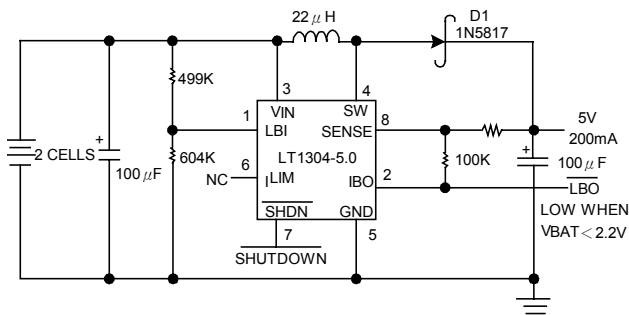 22μH
D1
1N5817
499K
3
4
VIN
SW
1
LBI
SENSE
8
5V
200mA
2 CELLS
+
100μF
604K
LT1304-5.0
100K
+
100μF
6
NC
ILIM
IBO
2
LBO
SHDN
GND
LOW WHEN
VBAT<2.2V
7
5
SHUTDOWN